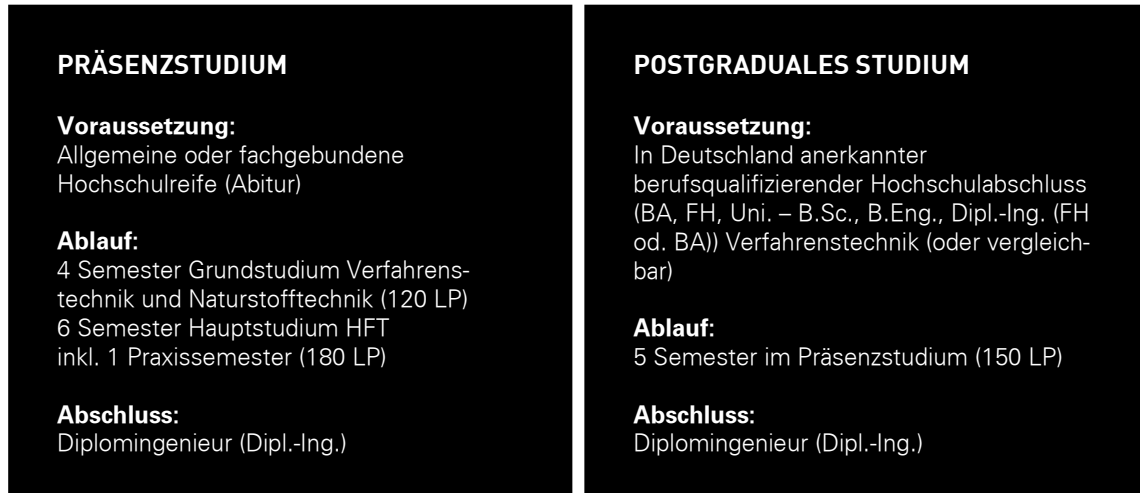 PRÄSENZSTUDIUM
Voraussetzung:
Allgemeine oder fachgebundene
Hochschulreife (Abitur)
Ablauf:
4 Semester Grundstudium Verfahrens-
technik und Naturstofftechnik (120 LP)
6 Semester Hauptstudium HFT
inkl. 1 Praxissemester (180 LP)
Abschluss:
Diplomingenieur (Dipl.-Ing.)
POSTGRADUALES STUDIUM
Voraussetzung:
In Deutschland anerkannter
berufsqualifizierender Hochschulabschluss
(BA, FH, Uni. – B.Sc., B.Eng., Dipl.-Ing. (FH
od. BA)) Verfahrenstechnik (oder vergleich-
bar)
Ablauf:
5 Semester im Präsenzstudium (150 LP)
Abschluss:
Diplomingenieur (Dipl.-Ing.)